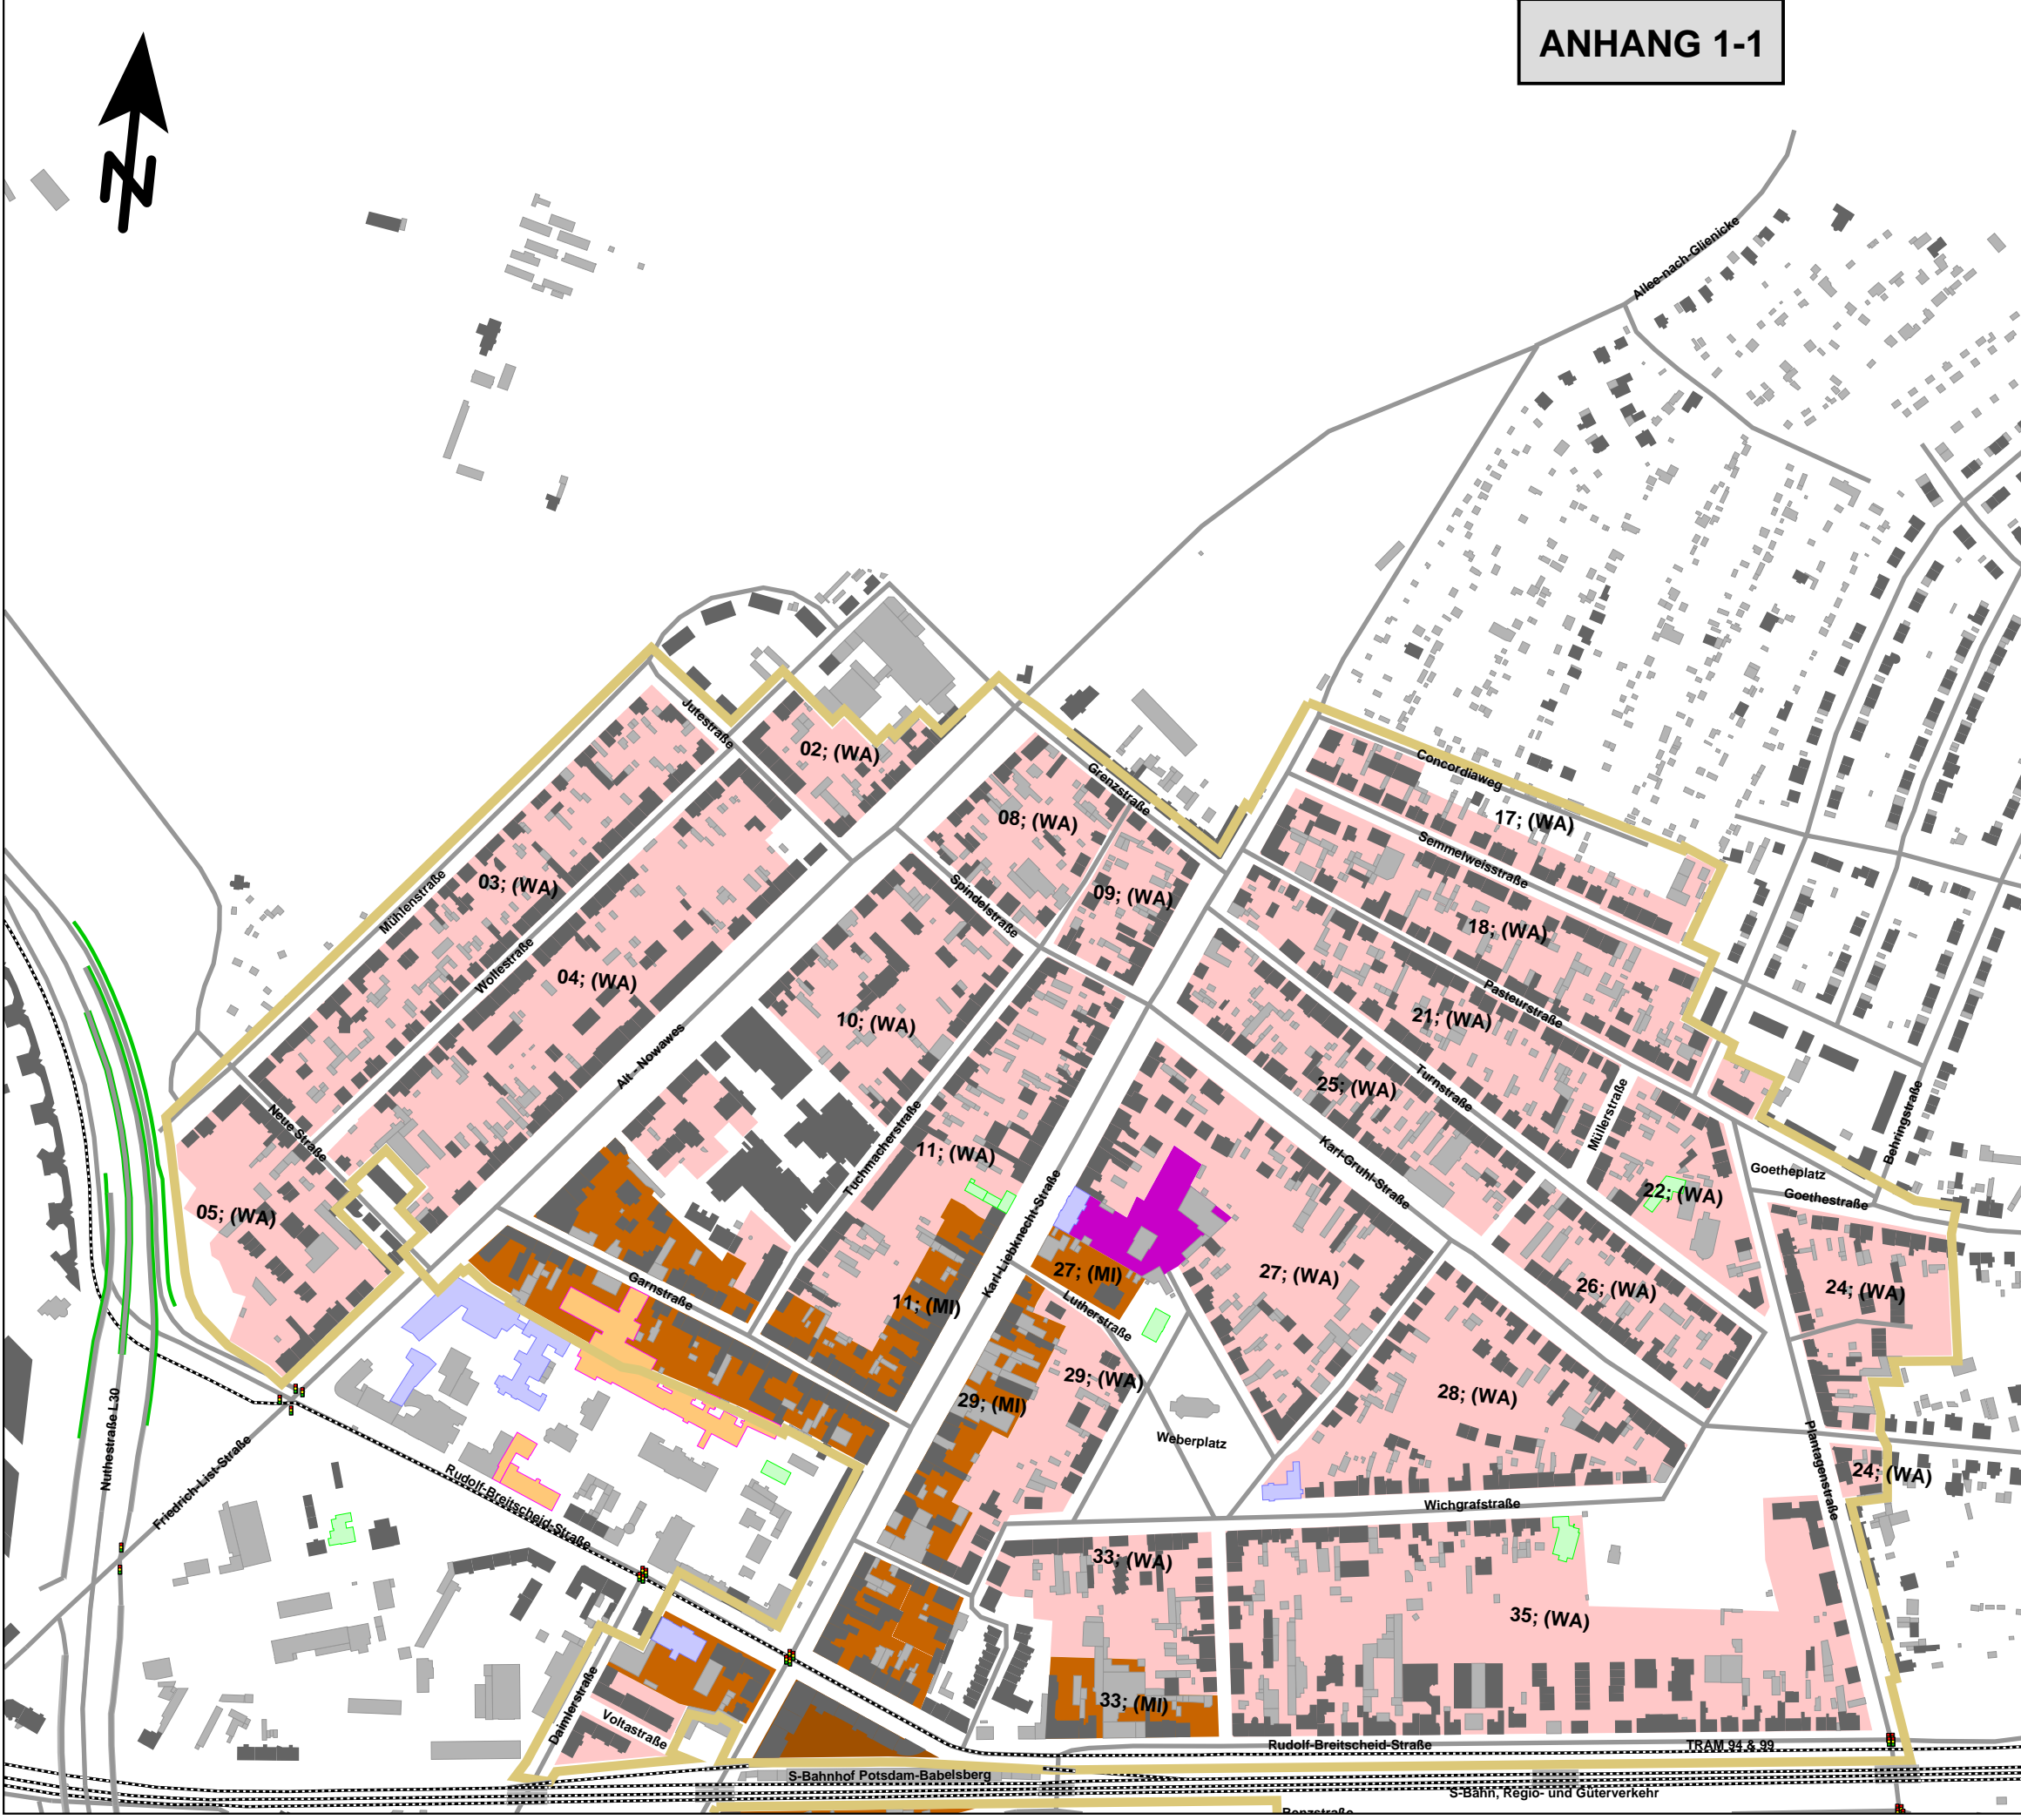 ANHANG 1-1
N
Allee-nach-Glienicke
Jutestraße
02; (WA)
Grenzstraße
Concordiaweg
17; (WA)
08; (WA)
Semmelweisstraße
03; (WA)
Mühlenstraße
09; (WA)
Spindelstraße
18; (WA)
Wollestraße
04; (WA)
Pasteurstraße
10; (WA)
21; (WA)
Alt - Nowawes
Turnstraße
25; (WA)
Müllerstraße
Behringstraße
Neue Straße
Tuchmacherstraße
11; (WA)
Karl-Gruhl-Straße
Goetheplatz
Goethestraße
22; (WA)
05; (WA)
Karl-Liebknecht-Straße
27; (MI)
27; (WA)
Garnstraße
11; (MI)
Lutherstraße
26; (WA)
24; (WA)
29; (WA)
29; (MI)
28; (WA)
Weberplatz
Nuthestraße L30
Friedrich-List-Straße
Rudolf-Breitscheid-Straße
Plantagenstraße
24; (WA)
Wichgrafstraße
33; (WA)
35; (WA)
33; (MI)
Daimlerstraße
Voltastraße
Rudolf-Breitscheid-Straße
TRAM 94 & 99
S-Bahnhof Potsdam-Babelsberg
S-Bahn, Regio- und Güterverkehr
Benzstraße